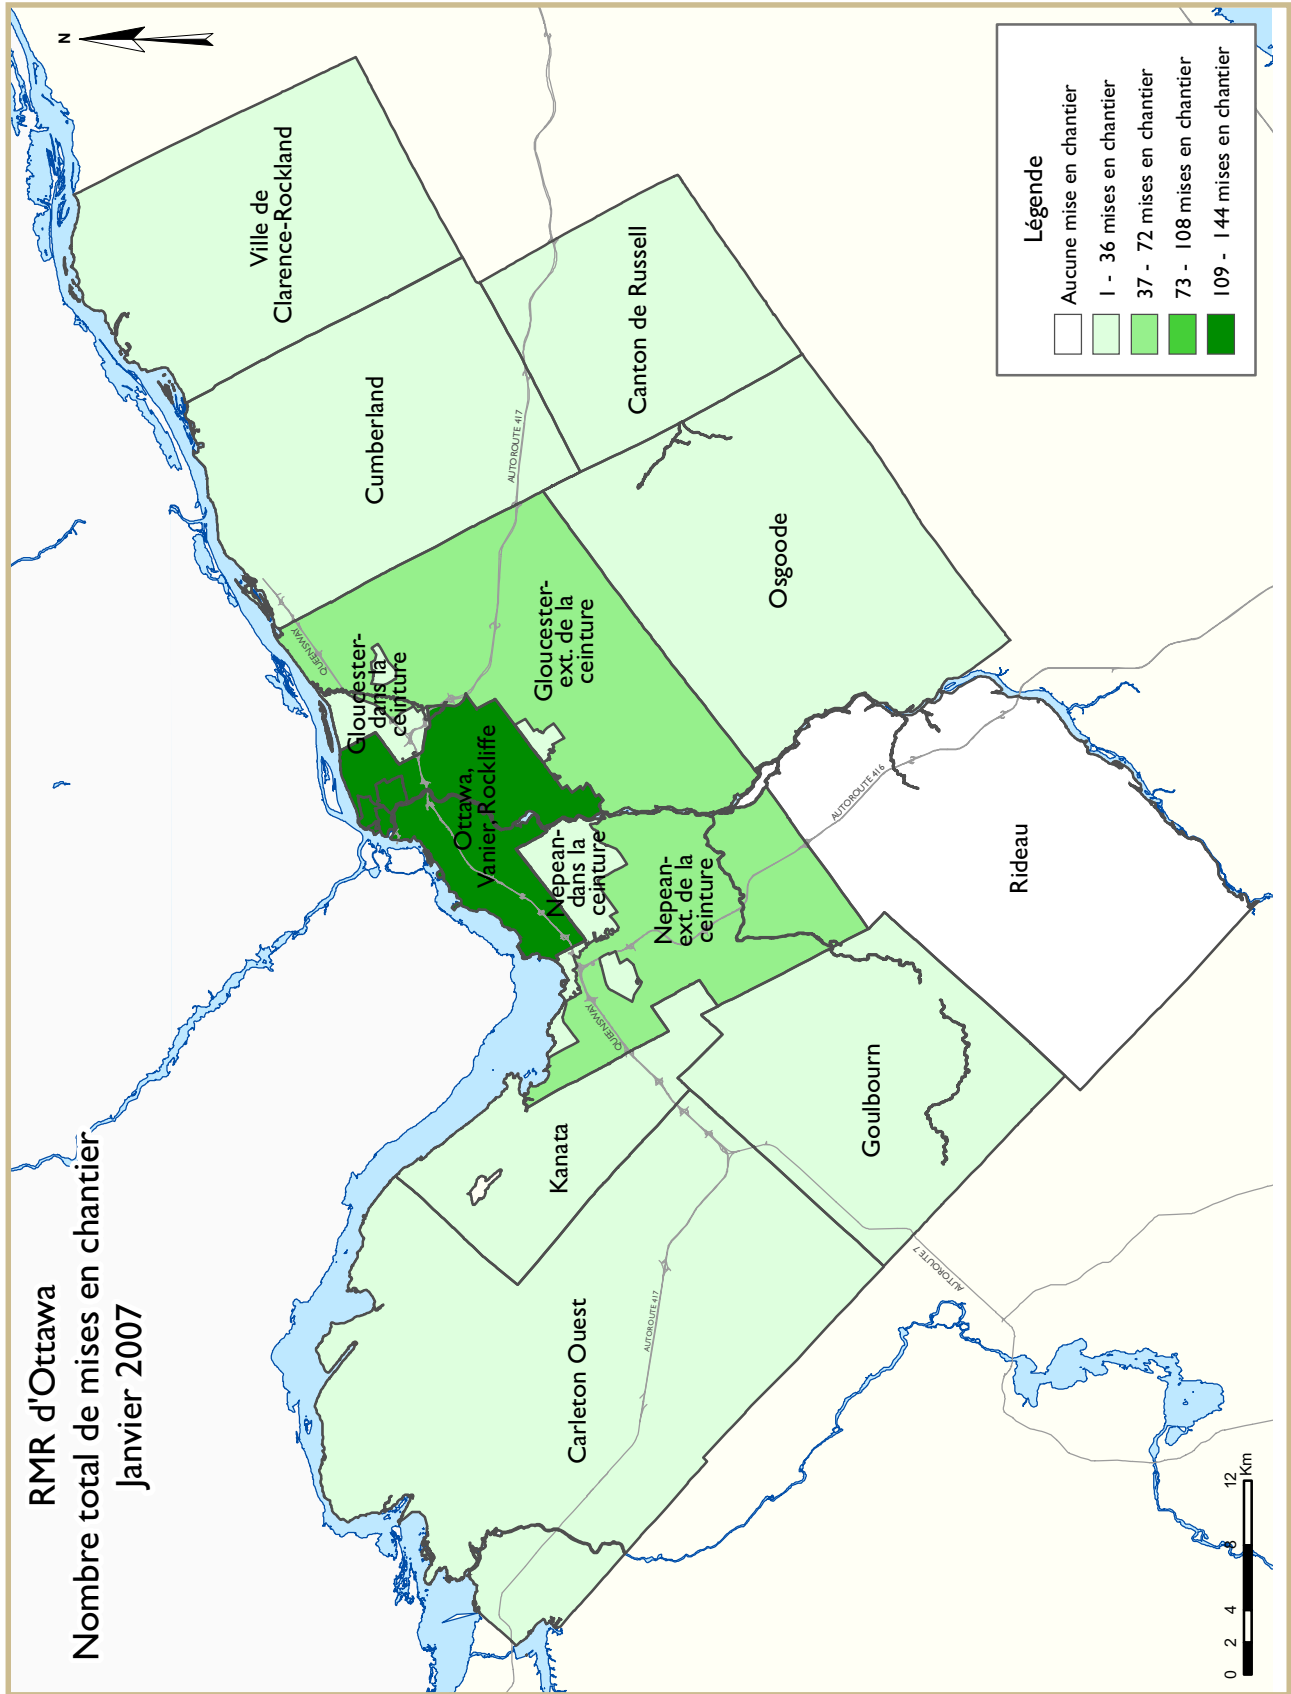 RMR d'Ottawa
Nombre total de mises en chantier
Janvier 2007
N
Ville de
Clarence-Rockland
Cumberland
Canton de Russell
AUTOROUTE 417
QUEENSWAY
Gloucester-
dans la
ceinture
Gloucester-
ext. de la
ceinture
Osgoode
Ottawa,
Vanier, Rockliffe
Nepean-
dans la
ceinture
Nepean-
ext. de la
ceinture
AUTOROUTE 416
Rideau
QUEENSWAY
Kanata
Goulbourn
Carleton Ouest
AUTOROUTE 417
AUTOROUTE 7
Légende
Aucune mise en chantier
1 - 36 mises en chantier
37 - 72 mises en chantier
73 - 108 mises en chantier
109 - 144 mises en chantier
0 2 4 8 12
Km